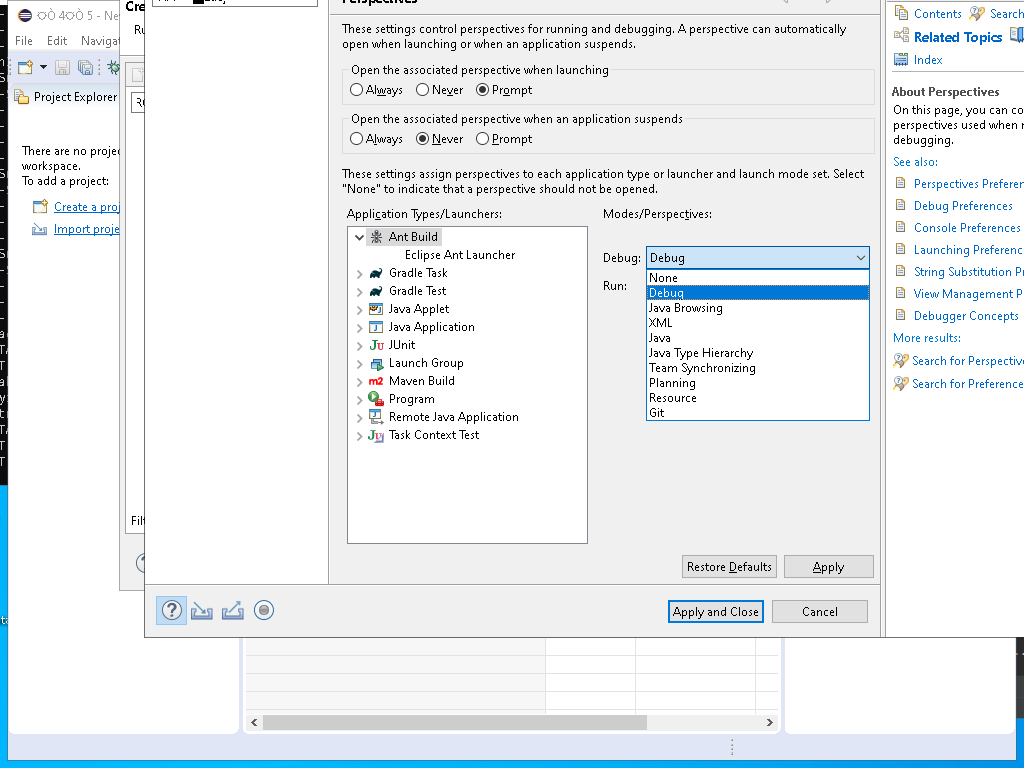 File Edit Navigat
Project Explorer
There are no proje
workspace.
To add a project:
Create a proj
Import proje
Cre
Ru
Filt
Perspectives
These settings control perspectives for running and debugging. A perspective can automatically
open when launching or when an application suspends.
Open the associated perspective when launching
Always Never Prompt
Open the associated perspective when an application suspends
Always Never Prompt
These settings assign perspectives to each application type or launcher and launch mode set. Select
"None" to indicate that a perspective should not be opened.
Application Types/Launchers:
Ant Build
Eclipse Ant Launcher
Gradle Task
Gradle Test
Java Applet
Java Application
JUnit
Launch Group
Maven Build
Program
Remote Java Application
Task Context Test
Modes/Perspectives:
Debug: Debug
Run:
None
Debug
Java Browsing
XML
Java
Java Type Hierarchy
Team Synchronizing
Planning
Resource
Git
Restore Defaults Apply
Apply and Close Cancel
Contents Search
Related Topics
Index
About Perspectives
On this page, you can co
perspectives used when r
debugging.
See also:
Perspectives Preferen
Debug Preferences
Console Preferences
Launching Preferenc
String Substitution Pr
View Management P
Debugger Concepts
More results:
Search for Perspective
Search for Preference